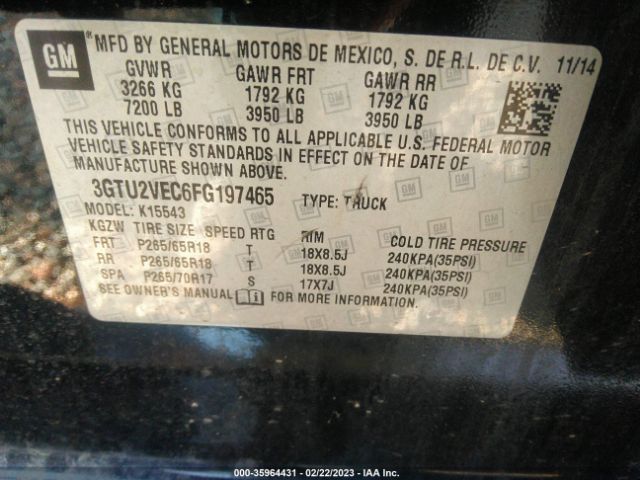 GM
MFD BY GENERAL MOTORS DE MEXICO, S. DE R.L. DE C.V. 11/14
GVWR GAWR FRT GAWR RR
3266 KG 1792 KG 1792 KG
7200 LB 3950 LB 3950 LB
THIS VEHICLE CONFORMS TO ALL APPLICABLE U.S. FEDERAL MOTOR
VEHICLE SAFETY STANDARDS IN EFFECT ON THE DATE OF
MANUFACTURE SHOWN ABOVE.
3GTU2VEC6FG197465 TYPE: TRUCK
MODEL: K15543
KGZW TIRE SIZE SPEED RTG RIM COLD TIRE PRESSURE
FRT P265/65R18 T 18X8.5J 240KPA(35PSI)
RR P265/65R18 T 18X8.5J 240KPA(35PSI)
SPA P265/70R17 S 17X7J 240KPA(35PSI)
SEE OWNER'S MANUAL FOR MORE INFORMATION.
000-35964431 - 02/22/2023 - IAA Inc.